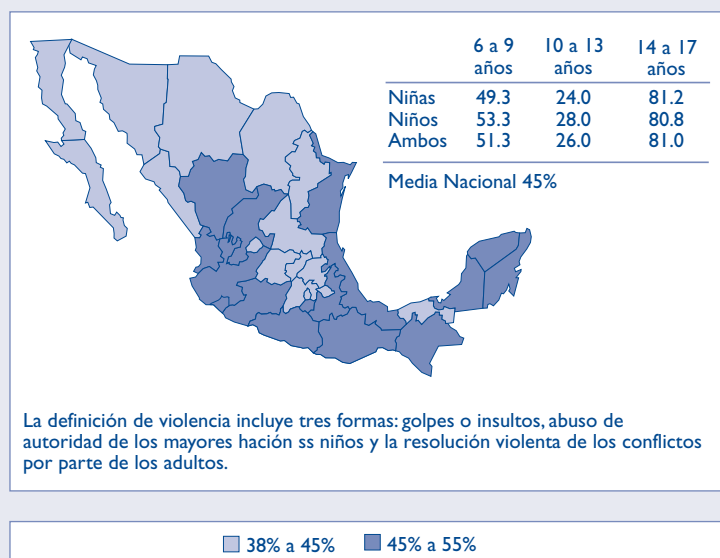 6 a 9 10 a 13 14 a 17
años años años
Niñas 49.3 24.0 81.2
Niños 53.3 28.0 80.8
Ambos 51.3 26.0 81.0
Media Nacional 45%
La definición de violencia incluye tres formas: golpes o insultos, abuso de
autoridad de los mayores hación ss niños y la resolución violenta de los conflictos
por parte de los adultos.
38% a 45% 45% a 55%